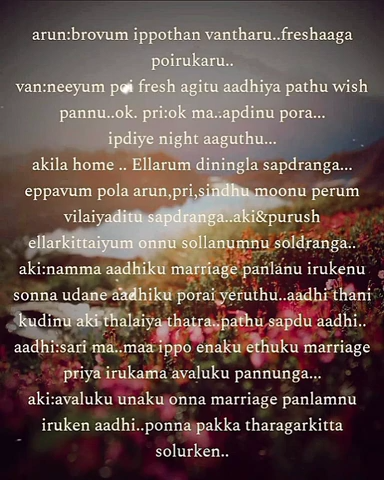 arun:brovum ippothan vantharu..freshaaga
poirukaru..
van:neeyum poi fresh agitu aadhiya pathu wish
pannu..ok. pri:ok ma..apdinu pora...
ipdiye night aaguthu...
akila home .. Ellarum diningla sapdranga...
eppavum pola arun,pri,sindhu moonu perum
vilaiyaditu sapdranga..aki&purush
ellarkittaiyum onnu sollanumnu soldranga..
aki:namma aadhiku marriage panlanu irukenu
sonna udane aadhiku porai yeruthu..aadhi thani
kudinu aki thalaiya thatra..pathu sapdu aadhi..
aadhi:sari ma..maa ippo enaku ethuku marriage
priya irukama avaluku pannunga...
aki:avaluku unaku onna marriage panlamnu
iruken aadhi..ponna pakka tharagarkitta
solurken..